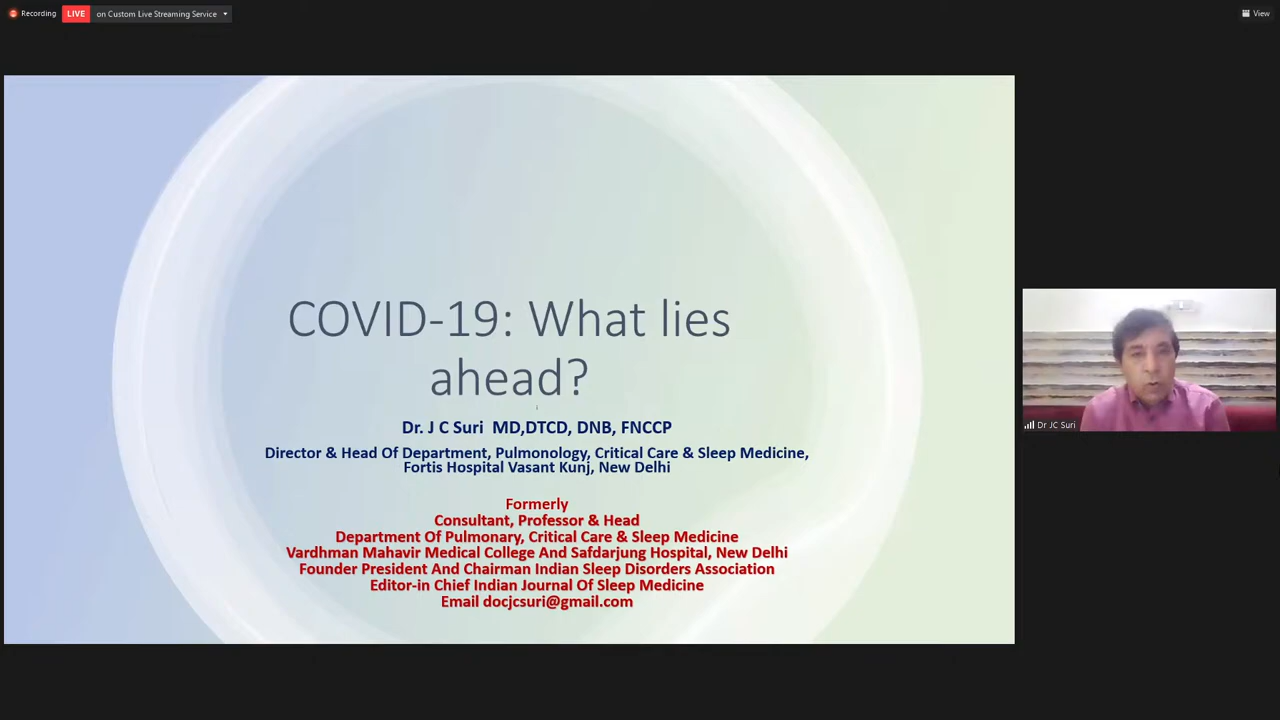 Recording
LIVE
on Custom Live Streaming Service
View
COVID-19: What lies
ahead?
Dr. J C Suri MD,DTCD, DNB, FNCCP
Director & Head Of Department, Pulmonology, Critical Care & Sleep Medicine,
Fortis Hospital Vasant Kunj, New Delhi
Formerly
Consultant, Professor & Head
Department Of Pulmonary, Critical Care & Sleep Medicine
Vardhman Mahavir Medical College And Safdarjung Hospital, New Delhi
Founder President And Chairman Indian Sleep Disorders Association
Editor-in Chief Indian Journal Of Sleep Medicine
Email docjcsuri@gmail.com
Dr JC Suri